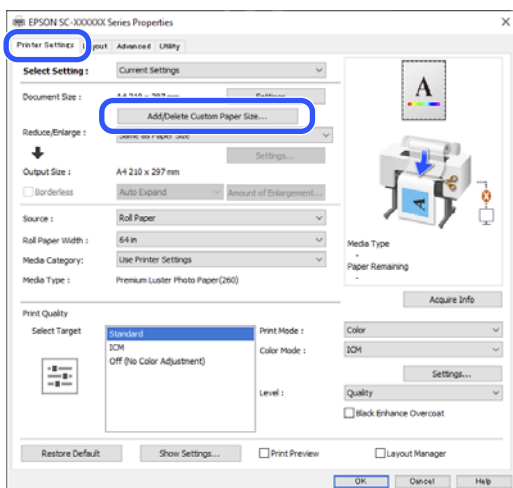 EPSON SC-XXXXXX Series Properties
Printer Settings Layout Advanced Utility
Select Setting : Current Settings
Document Size : A4 210 x 297 mm Settings...
Add/Delete Custom Paper Size...
Reduce/Enlarge : Same as Paper Size
Settings...
Output Size : A4 210 x 297 mm
Borderless Auto Expand Amount of Enlargement...
Source : Roll Paper
Roll Paper Width : 64 in
Media Category: Use Printer Settings
Media Type : Premium Luster Photo Paper(260)
A
A
Media Type
-
Paper Remaining
-
Acquire Info
Print Quality
Select Target
Standard
ICM
Off (No Color Adjustment)
Print Mode : Color
Color Mode : ICM
Settings...
Level : Quality
Black Enhance Overcoat
Restore Default Show Settings... Print Preview Layout Manager
OK Cancel Help